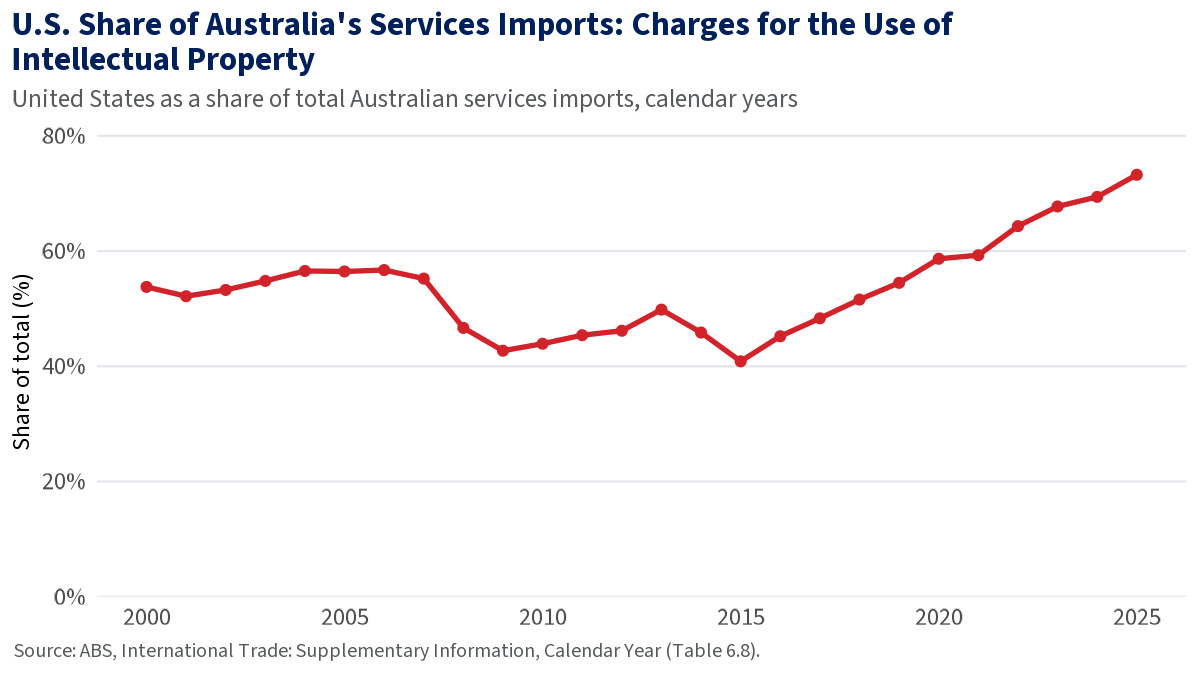 U.S. Share of Australia's Services Imports: Charges for the Use of
Intellectual Property
United States as a share of total Australian services imports, calendar years
80%
60%
40%
20%
0%
Share of total (%)
2000 2005 2010 2015 2020 2025
Source: ABS, International Trade: Supplementary Information, Calendar Year (Table 6.8).